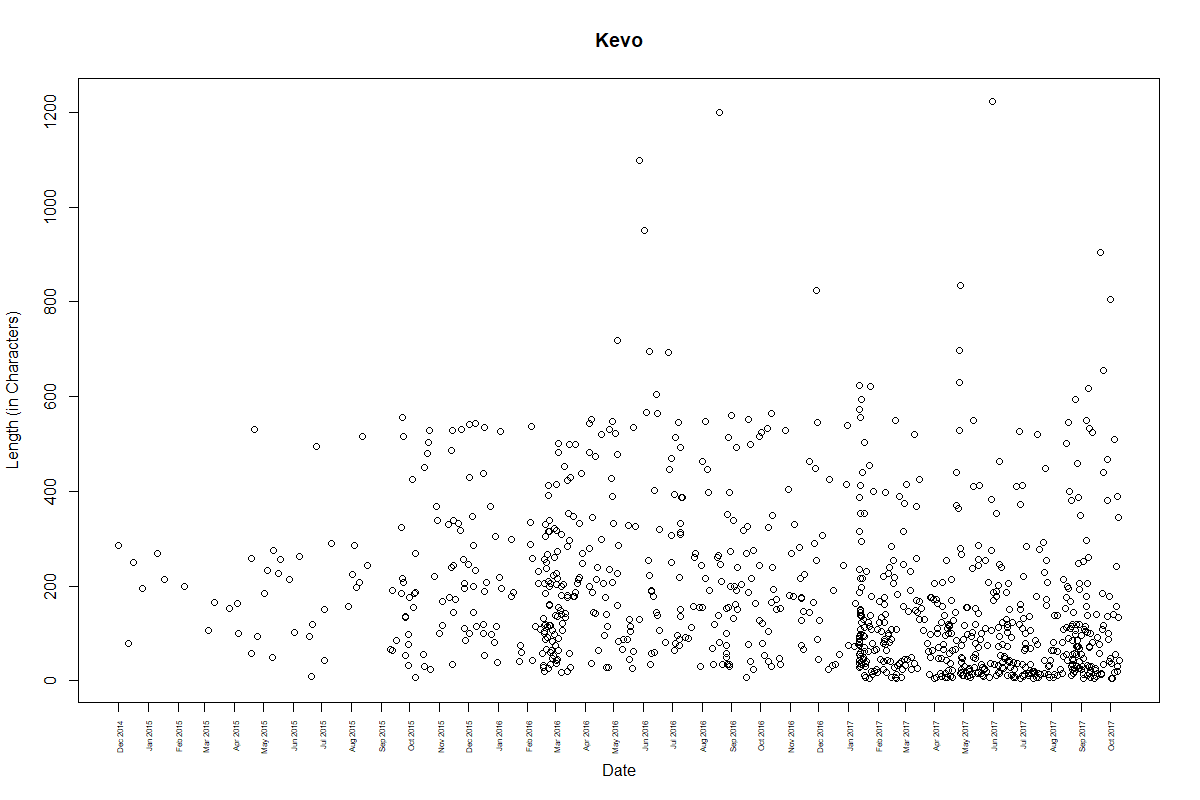 Kevo
Length (in Characters)
1200
1000
800
600
400
200
0
Dec 2014 Jan 2015 Feb 2015 Mar 2015 Apr 2015 May 2015 Jun 2015 Jul 2015 Aug 2015 Sep 2015 Oct 2015 Nov 2015 Dec 2015 Jan 2016 Feb 2016 Mar 2016 Apr 2016 May 2016 Jun 2016 Jul 2016 Aug 2016 Sep 2016 Oct 2016 Nov 2016 Dec 2016 Jan 2017 Feb 2017 Mar 2017 Apr 2017 May 2017 Jun 2017 Jul 2017 Aug 2017 Sep 2017 Oct 2017
Date